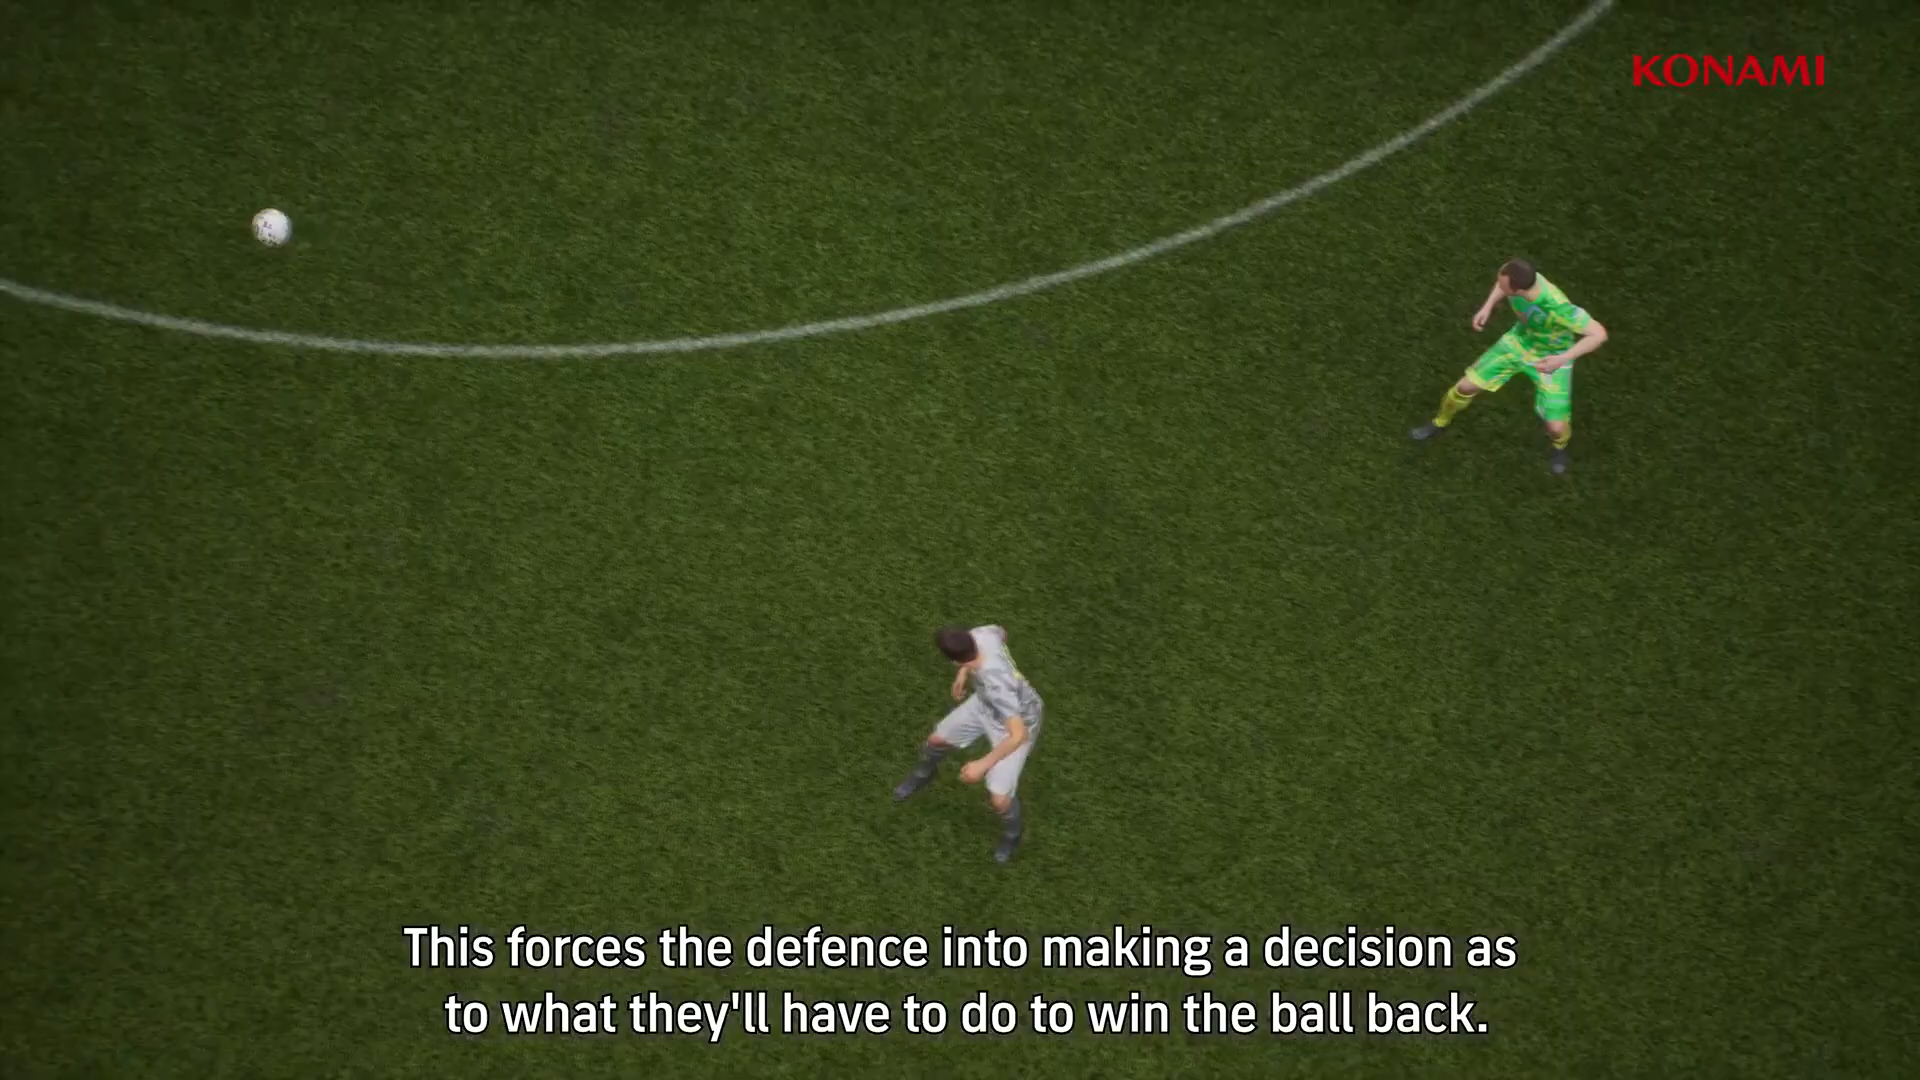 KONAMI
This forces the defence into making a decision as
to what they'll have to do to win the ball back.